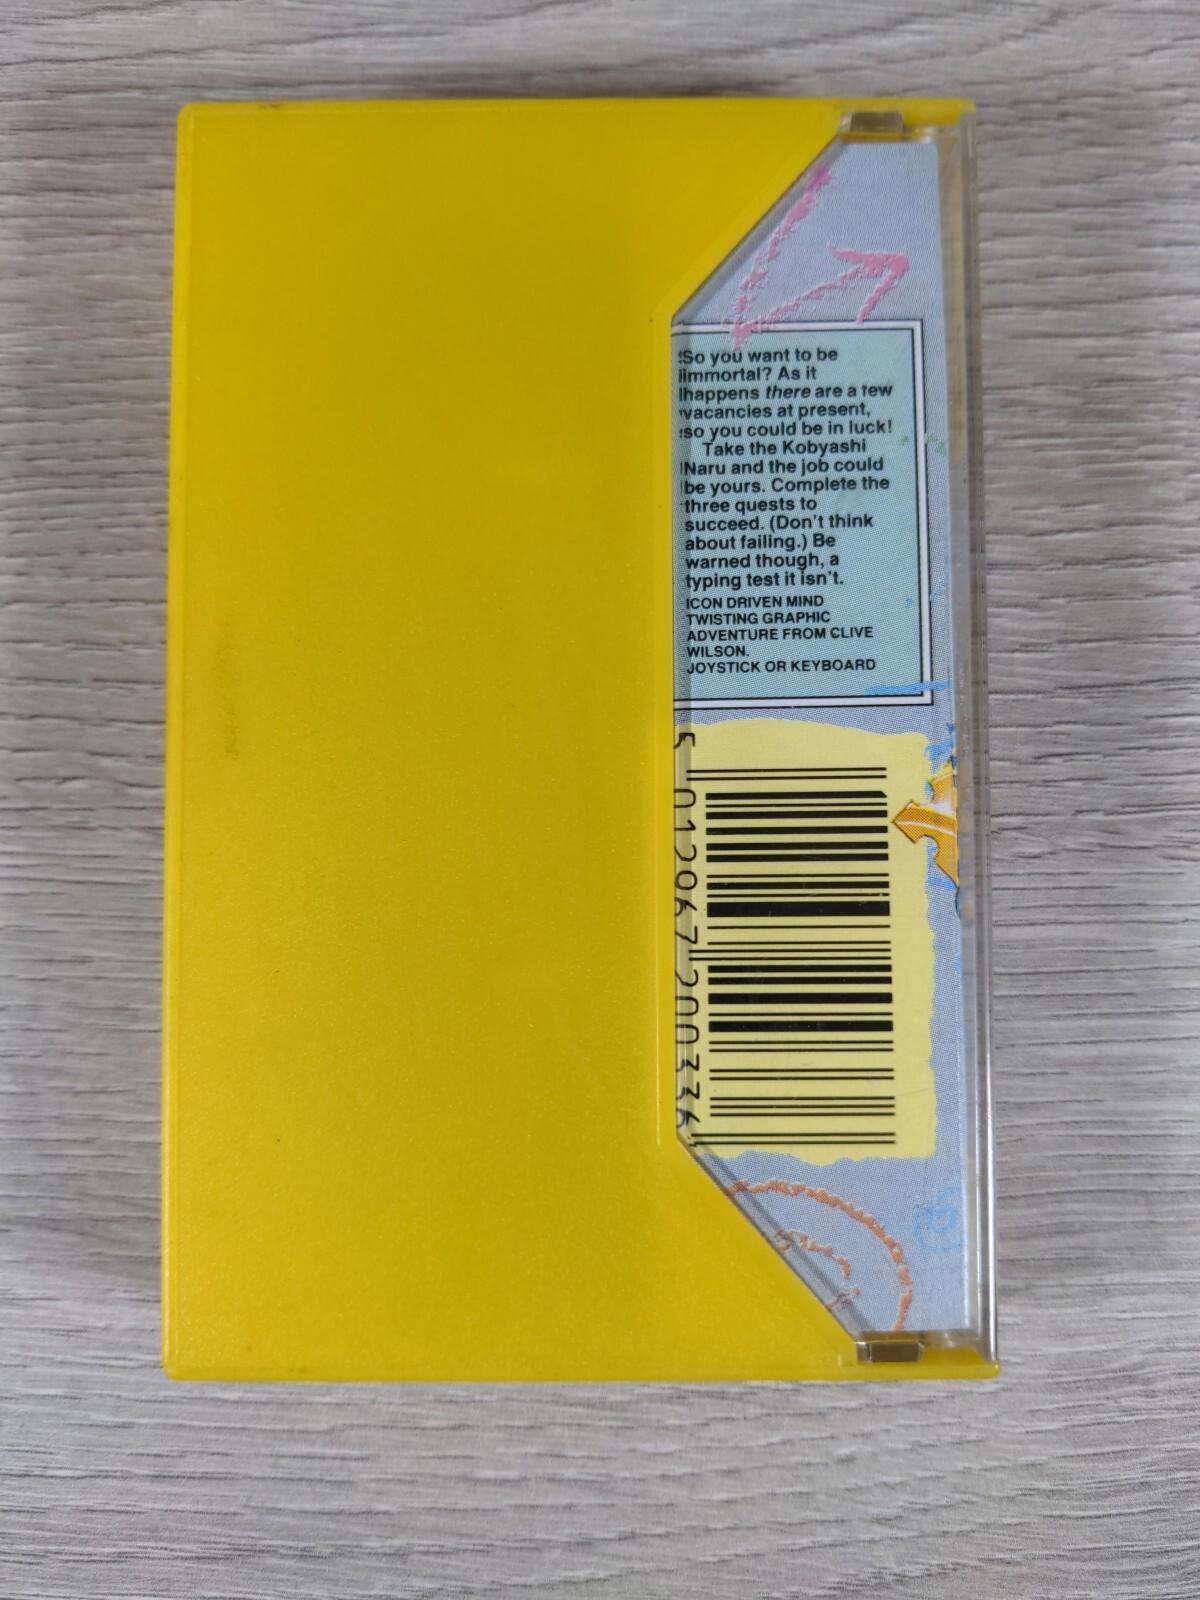 So you want to be
immortal? As it
happens there are a few
vacancies at present,
so you could be in luck!
Take the Kobyashi
Naru and the job could
be yours. Complete the
three quests to
succeed. (Don't think
about failing.) Be
warned though, a
typing test it isn't.
ICON DRIVEN MIND
TWISTING GRAPHIC
ADVENTURE FROM CLIVE
WILSON.
JOYSTICK OR KEYBOARD
5 012967 200336